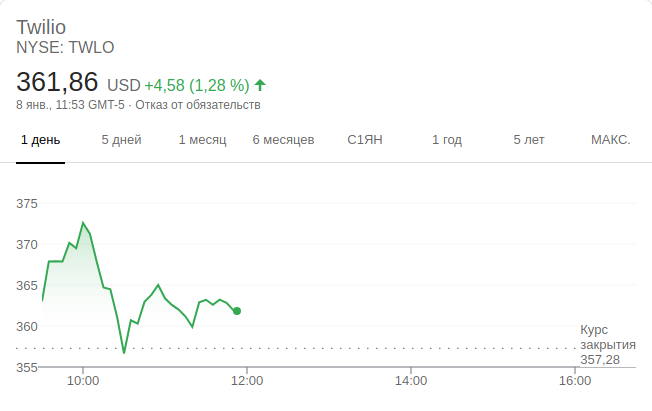 Twilio
NYSE: TWLO
361,86 USD +4,58 (1,28 %)
8 янв., 11:53 GMT-5 · Отказ от обязательств
1 день 5 дней 1 месяц 6 месяцев С1ЯН 1 год 5 лет МАКС.
375
370
365
360
355
Курс
закрытия
357,28
10:00 12:00 14:00 16:00